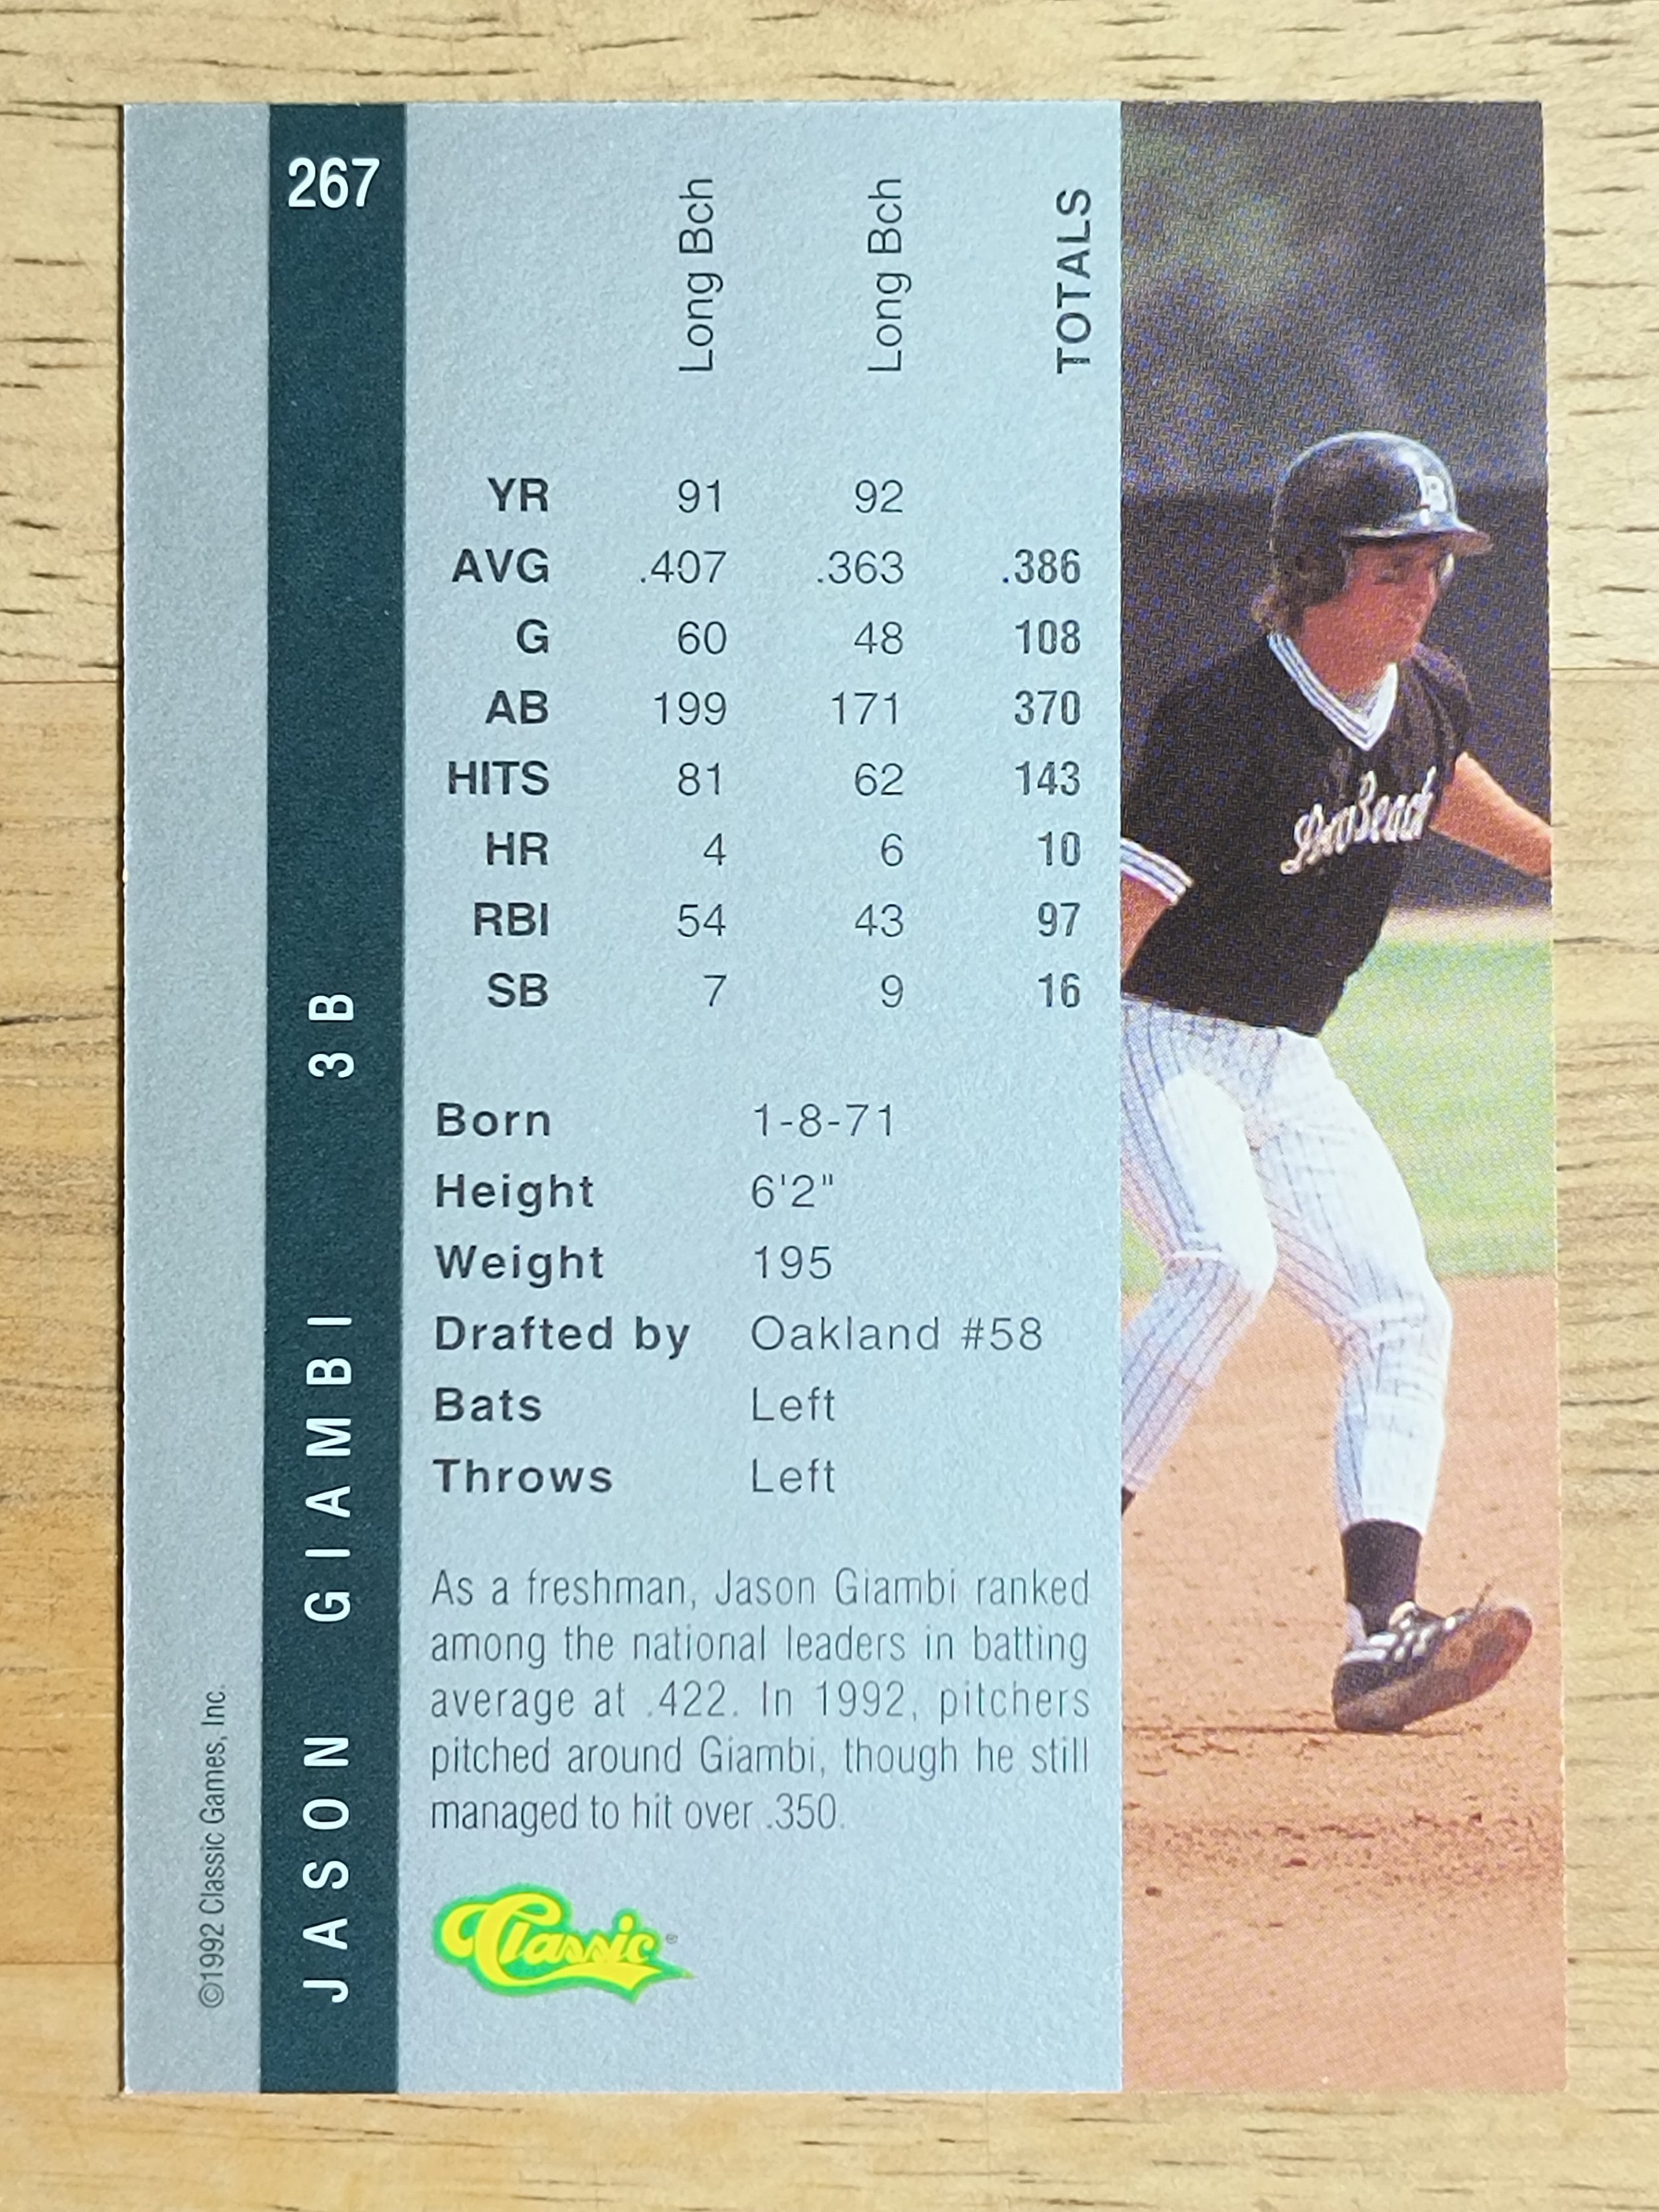 267
JASON GIAMBI 3B
©1992 Classic Games, Inc.
Long Bch Long Bch TOTALS
YR 91 92
AVG .407 .363 .386
G 60 48 108
AB 199 171 370
HITS 81 62 143
HR 4 6 10
RBI 54 43 97
SB 7 9 16
Born 1-8-71
Height 6'2"
Weight 195
Drafted by Oakland #58
Bats Left
Throws Left
As a freshman, Jason Giambi ranked
among the national leaders in batting
average at .422. In 1992, pitchers
pitched around Giambi, though he still
managed to hit over .350.
Classic®
Beach